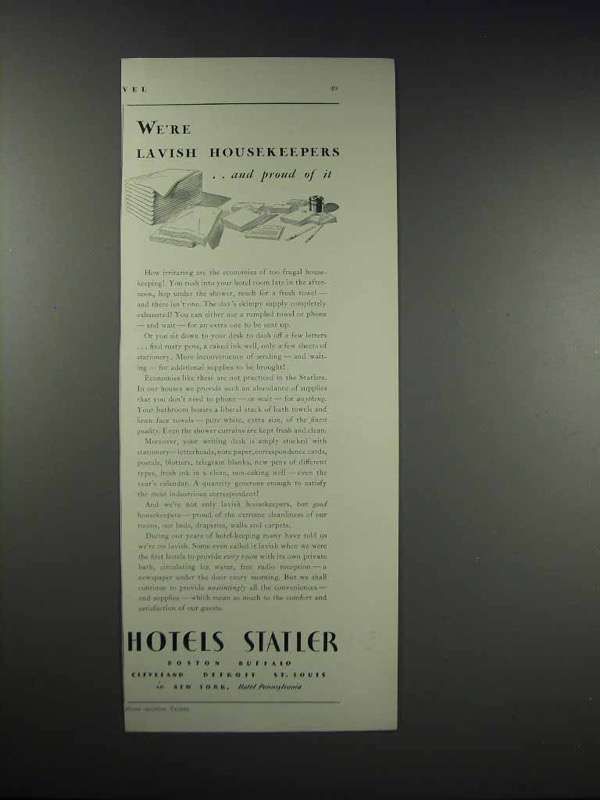 VEL 49
WE'RE
LAVISH HOUSEKEEPERS
. . and proud of it
How irritating are the economies of too frugal house-
keeping! You rush into your hotel room late in the after-
noon, hop under the shower, reach for a fresh towel—
and there isn't one. The day's skimpy supply completely
exhausted! You can either use a rumpled towel or phone
— and wait — for an extra one to be sent up.
Or you sit down to your desk to dash off a few letters
. . . find rusty pens, a caked ink well, only a few sheets of
stationery. More inconvenience of sending — and wait-
ing — for additional supplies to be brought!
Economies like these are not practiced in the Statlers.
In our houses we provide such an abundance of supplies
that you don't need to phone — or wait — for anything.
Your bathroom boasts a liberal stack of bath towels and
linen face towels — pure white, extra size, of the finest
quality. Even the shower curtains are kept fresh and clean.
Moreover, your writing desk is amply stocked with
stationery — letterheads, note paper, correspondence cards,
postals, blotters, telegram blanks, new pens of different
types, fresh ink in a clean, non-caking well — even the
year's calendar. A quantity generous enough to satisfy
the most industrious correspondent!
And we're not only lavish housekeepers, but good
housekeepers — proud of the extreme cleanliness of our
rooms, our beds, draperies, walls and carpets.
During our years of hotel-keeping many have told us
we're too lavish. Some even called it lavish when we were
the first hotels to provide every room with its own private
bath, circulating ice water, free radio reception — a
newspaper under the door every morning. But we shall
continue to provide unstintingly all the conveniences —
and supplies — which mean so much to the comfort and
satisfaction of our guests.
HOTELS STATLER
BOSTON BUFFALO
CLEVELAND DETROIT ST. LOUIS
in NEW YORK, Hotel Pennsylvania